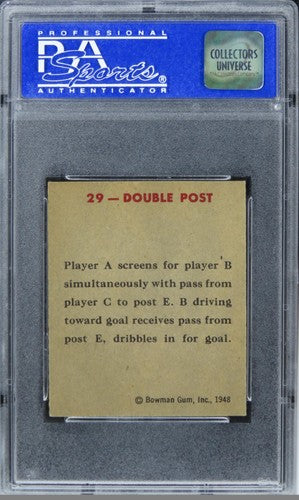 PROFESSIONAL
PSA
Sports®
AUTHENTICATOR
COLLECTORS
UNIVERSE
29 — DOUBLE POST
Player A screens for player B
simultaneously with pass from
player C to post E. B driving
toward goal receives pass from
post E, dribbles in for goal.
© Bowman Gum, Inc., 1948